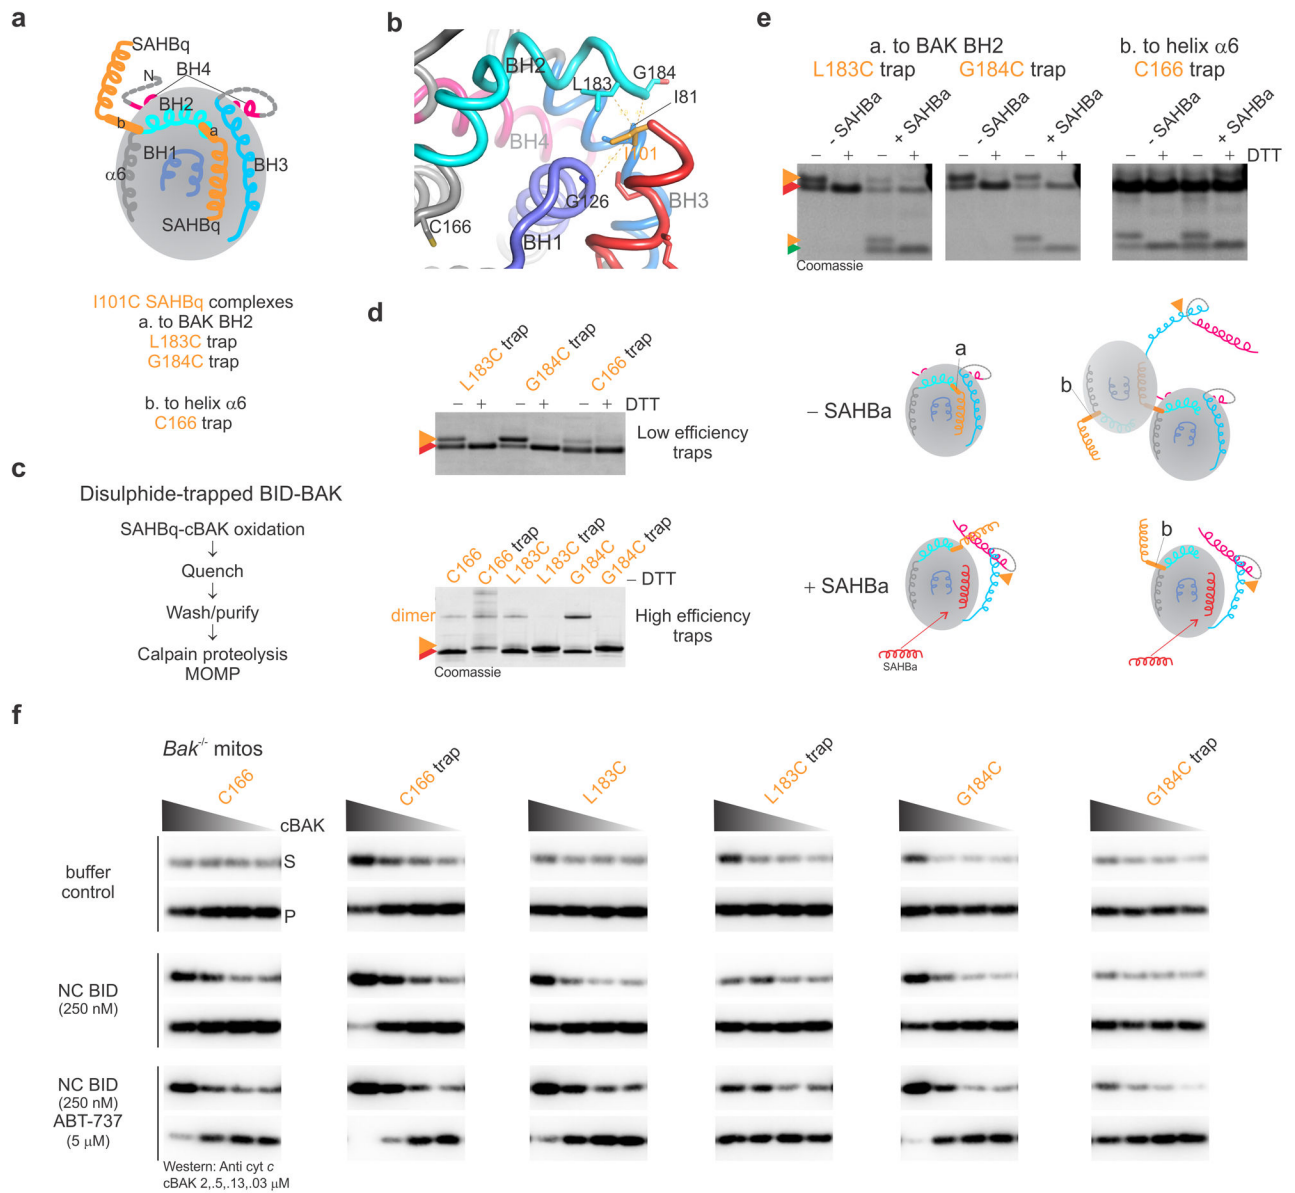 a
SAHBq
N
BH4
BH2
b
a
BH1
BH3
α6
SAHBq
I101C SAHBq complexes
a. to BAK BH2
L183C trap
G184C trap
b. to helix α6
C166 trap
b
BH2
L183
G184
I81
BH4
I101
G126
BH3
C166
BH1
c
Disulphide-trapped BID-BAK
SAHBq-cBAK oxidation
↓
Quench
↓
Wash/purify
↓
Calpain proteolysis
MOMP
d
L183C trap
G184C trap
C166 trap
– + – + – + DTT
Low efficiency
traps
C166
C166 trap
L183C
L183C trap
G184C
G184C trap
– DTT
dimer
High efficiency
traps
Coomassie
e
a. to BAK BH2
b. to helix α6
L183C trap
G184C trap
C166 trap
- SAHBa
+ SAHBa
- SAHBa
+ SAHBa
- SAHBa
+ SAHBa
– + – + – + – + – + – + DTT
Coomassie
a
b
– SAHBa
b
+ SAHBa
SAHBa
f
Bak-/- mitos
C166
C166 trap
L183C
L183C trap
G184C
G184C trap
cBAK
buffer
control
S
P
NC BID
(250 nM)
NC BID
(250 nM)
ABT-737
(5 µM)
Western: Anti cyt c
cBAK 2,.5,.13,.03 µM